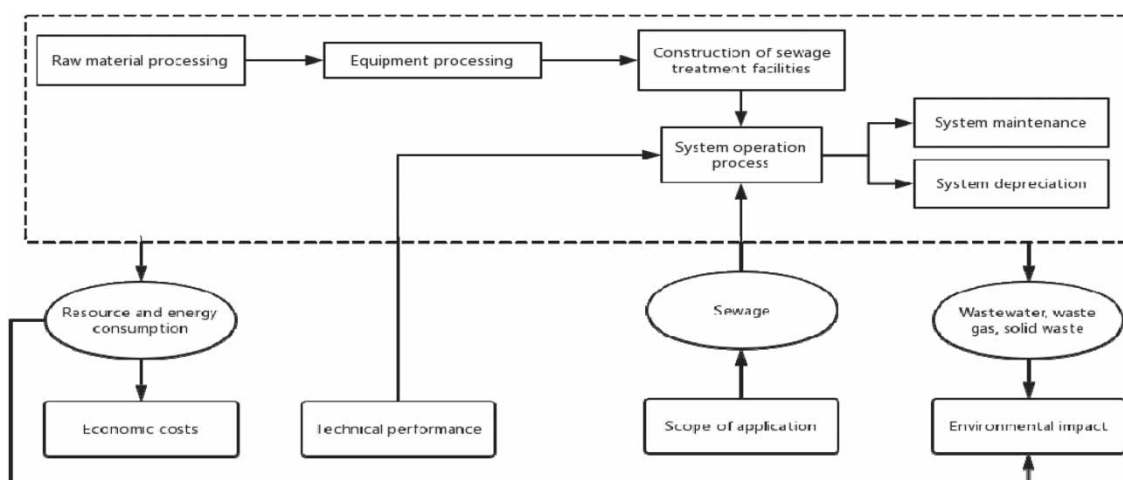 Raw material processing
Equipment processing
Construction of sewage
treatment facilities
System operation
process
System maintenance
System depreciation
Resource and energy
consumption
Sewage
Wastewater, waste
gas, solid waste
Economic costs
Technical performance
Scope of application
Environmental impact